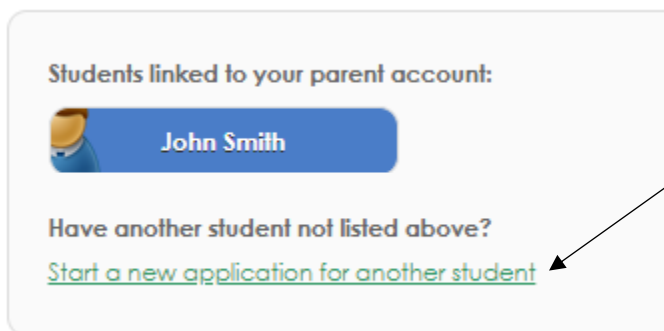 Students linked to your parent account:
John Smith
Have another student not listed above?
Start a new application for another student